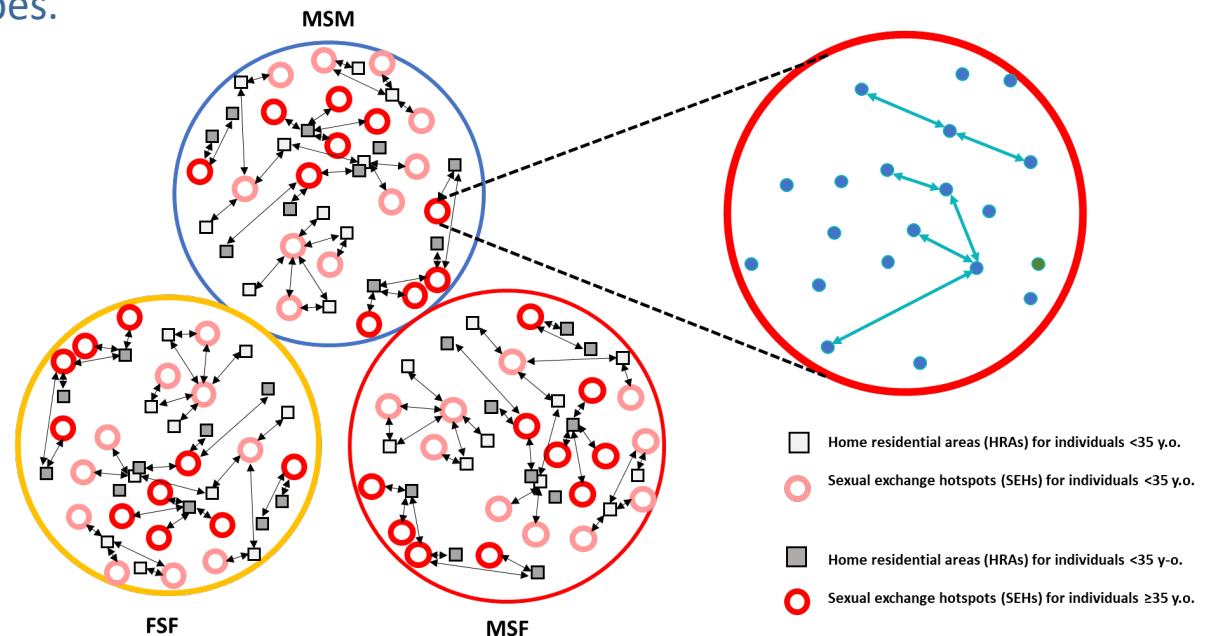 MSM
Home residential areas (HRAs) for individuals <35 y.o.
Sexual exchange hotspots (SEHs) for individuals <35 y.o.
Home residential areas (HRAs) for individuals <35 y-o.
Sexual exchange hotspots (SEHs) for individuals ≥35 y.o.
FSF
MSF